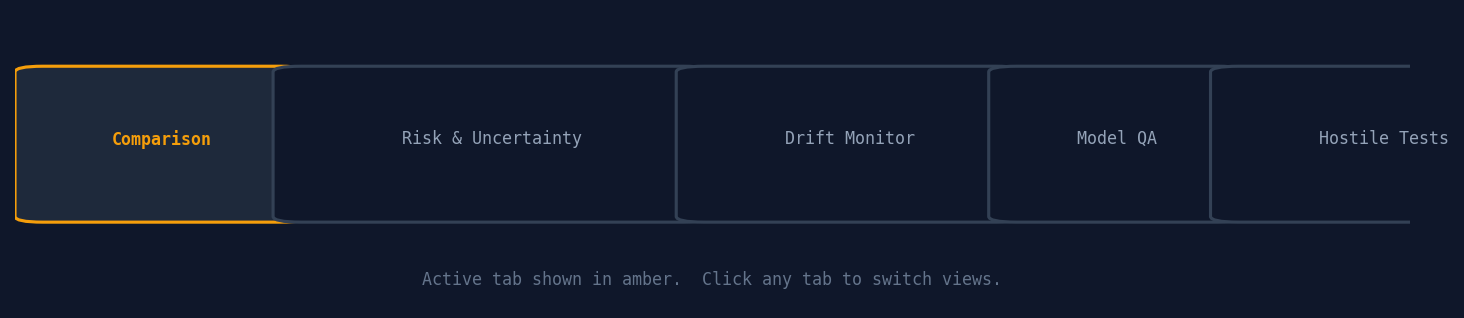 Comparison Risk & Uncertainty Drift Monitor Model QA Hostile Tests
Active tab shown in amber.  Click any tab to switch views.